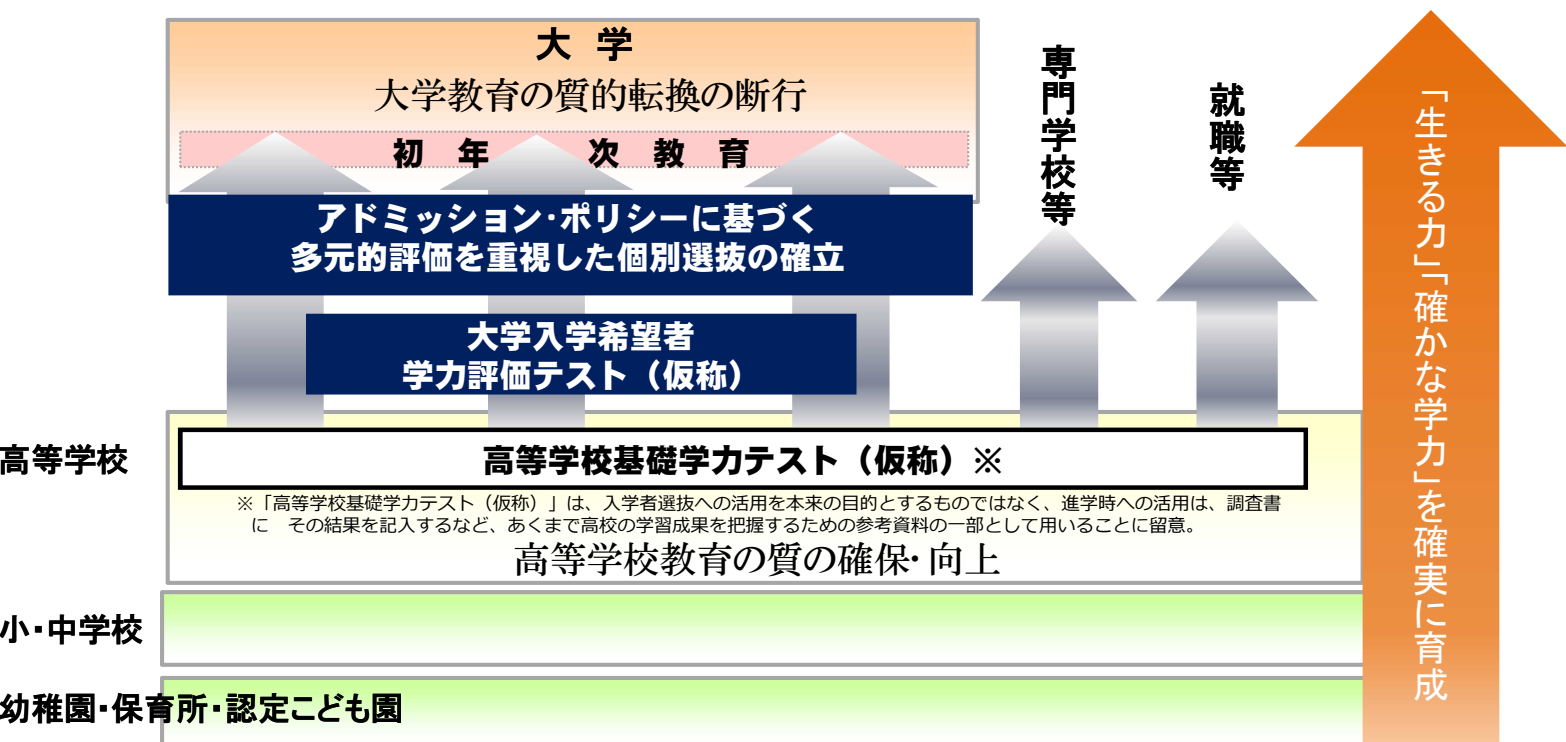 大 学
大学教育の質的転換の断行
初 年 次 教 育
アドミッション･ポリシーに基づく
多元的評価を重視した個別選抜の確立
大学入学希望者
学力評価テスト（仮称）
専門学校等
就職等
「生きる力」「確かな学力」を確実に育成
高等学校
高等学校基礎学力テスト（仮称）※
※「高等学校基礎学力テスト（仮称）」は、入学者選抜への活用を本来の目的とするものではなく、進学時への活用は、調査書
に　その結果を記入するなど、あくまで高校の学習成果を把握するための参考資料の一部として用いることに留意。
高等学校教育の質の確保･向上
小･中学校
幼稚園･保育所･認定こども園